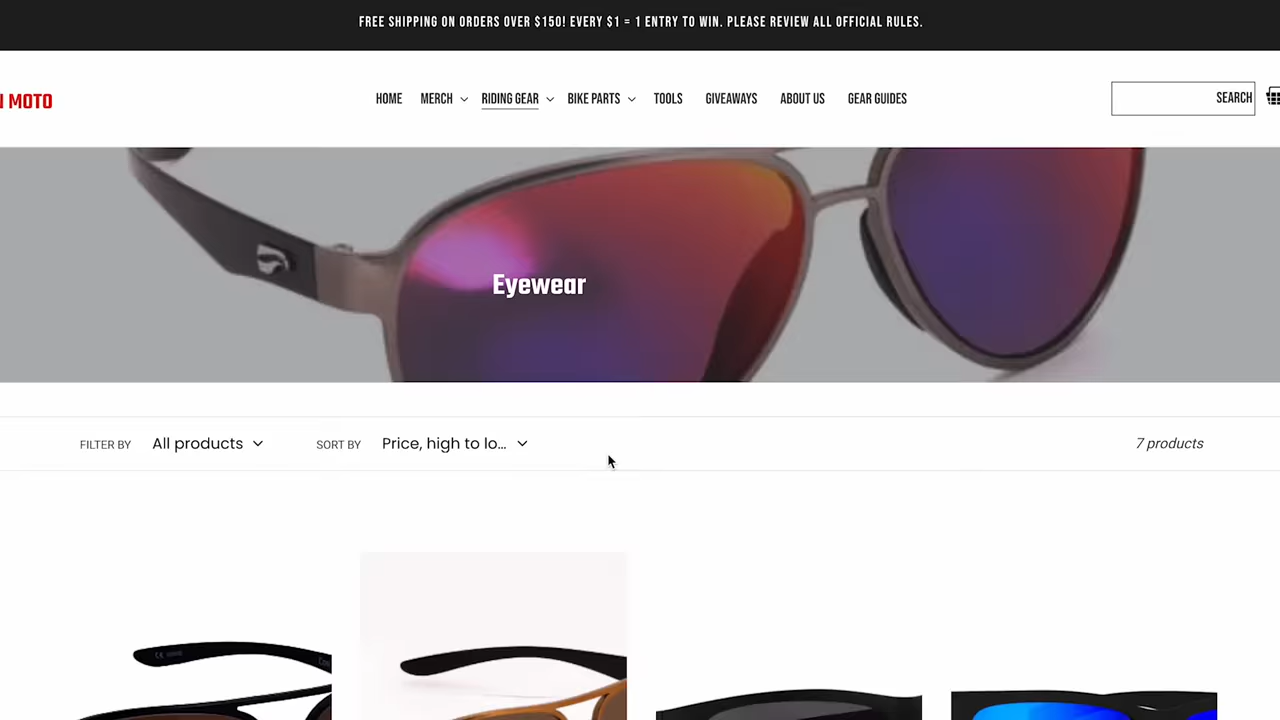 FREE SHIPPING ON ORDERS OVER $150! EVERY $1 = 1 ENTRY TO WIN. PLEASE REVIEW ALL OFFICIAL RULES.
MOTO HOME MERCH RIDING GEAR BIKE PARTS TOOLS GIVEAWAYS ABOUT US GEAR GUIDES SEARCH
Eyewear
FILTER BY All products SORT BY Price, high to lo... 7 products